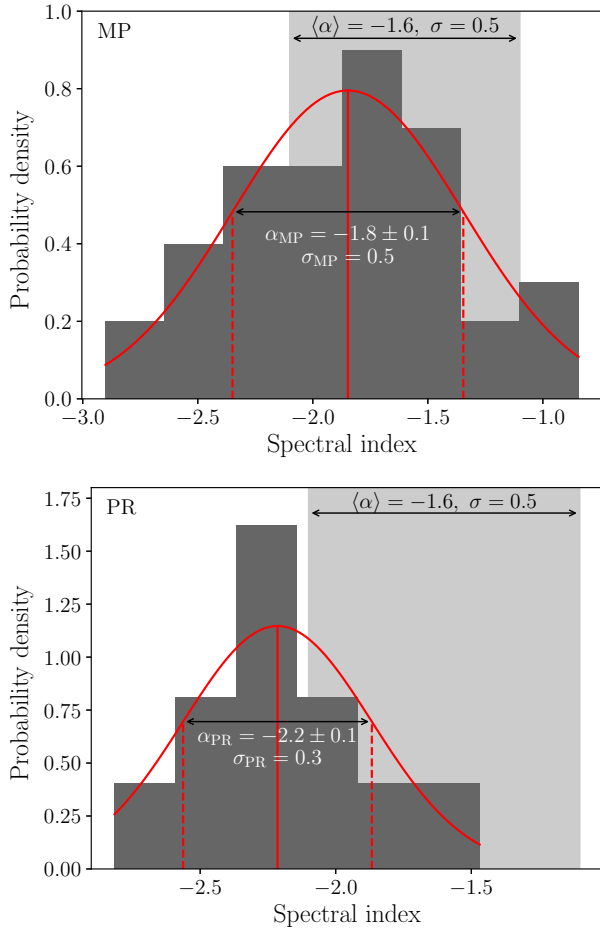 MP
⟨α⟩ = −1.6, σ = 0.5
1.0
0.8
0.6
0.4
0.2
0.0
Probability density
α_MP = −1.8 ± 0.1
σ_MP = 0.5
−3.0 −2.5 −2.0 −1.5 −1.0
Spectral index
PR
⟨α⟩ = −1.6, σ = 0.5
1.75
1.50
1.25
1.00
0.75
0.50
0.25
0.00
Probability density
α_PR = −2.2 ± 0.1
σ_PR = 0.3
−2.5 −2.0 −1.5
Spectral index